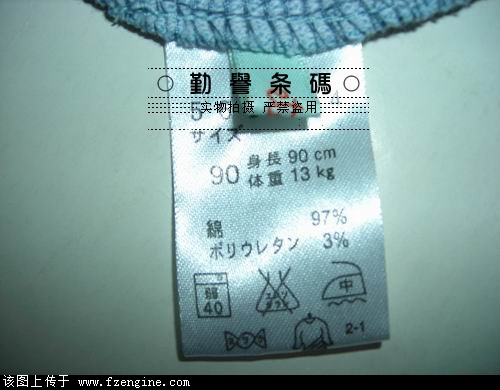 ○ 勤 譽 条 碼 ○
实物拍摄 严禁盗用
サイズ
90 身長 90 cm
体重 13 kg
綿 97%
ポリウレタン 3%
弱 40
中
2-1
该图上传于 www.fzengine.com